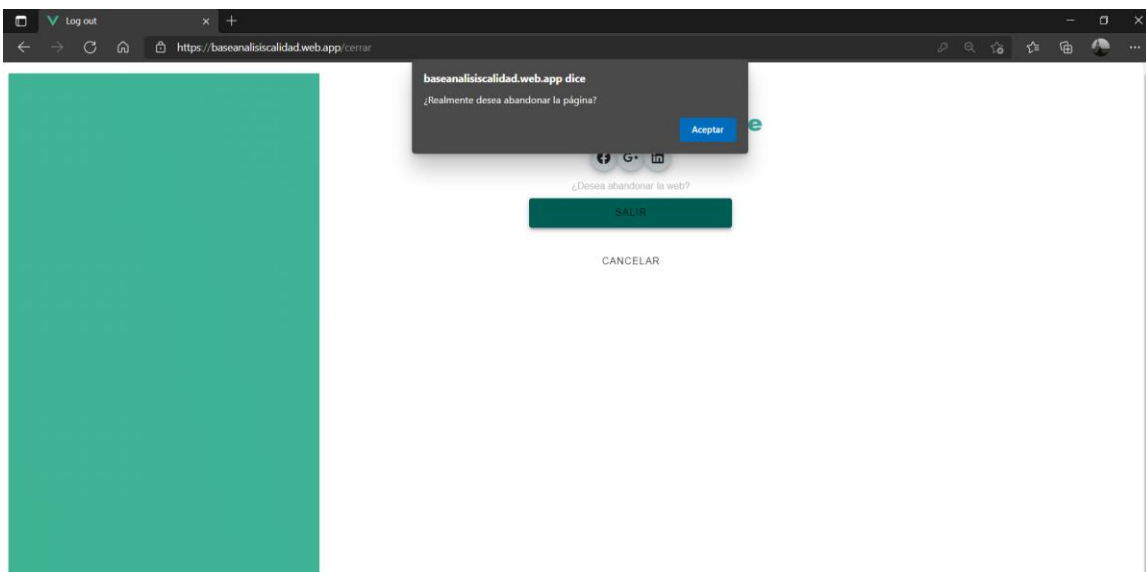 Log out
https://baseanalisiscalidad.web.app/cerrar
baseanalisiscalidad.web.app dice
¿Realmente desea abandonar la página?
Aceptar
e
G+ in
¿Desea abandonar la web?
SALIR
CANCELAR